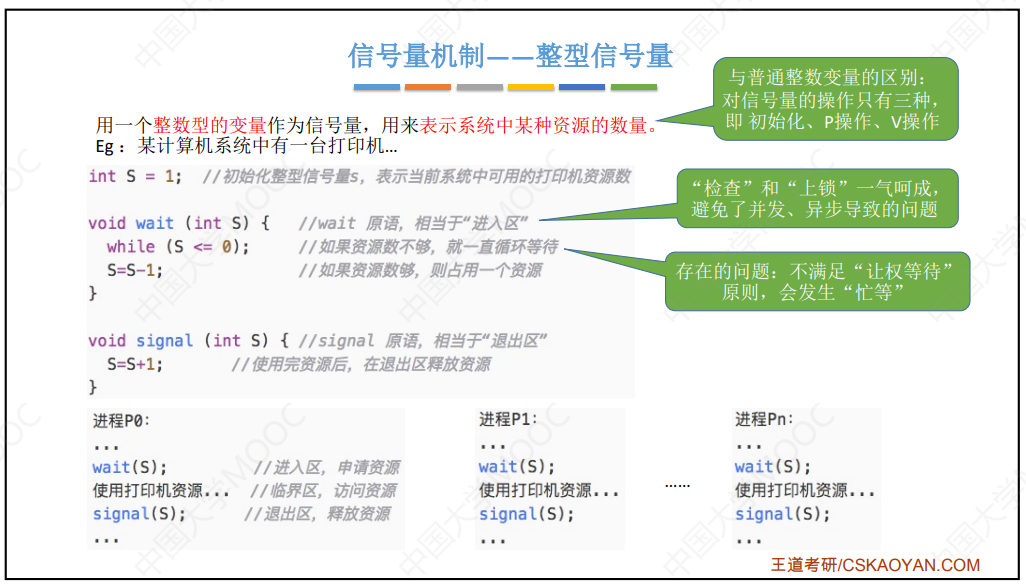 信号量机制——整型信号量
与普通整数变量的区别：
对信号量的操作只有三种，
即 初始化、P操作、V操作
用一个整数型的变量作为信号量，用来表示系统中某种资源的数量。
Eg ：某计算机系统中有一台打印机...
int S = 1;  //初始化整型信号量s，表示当前系统中可用的打印机资源数
void wait (int S) {   //wait 原语，相当于“进入区”
  while (S <= 0);     //如果资源数不够，就一直循环等待
  S=S-1;              //如果资源数够，则占用一个资源
}
“检查”和“上锁”一气呵成，
避免了并发、异步导致的问题
存在的问题：不满足“让权等待”
原则，会发生“忙等”
void signal (int S) { //signal 原语，相当于“退出区”
  S=S+1;       //使用完资源后，在退出区释放资源
}
进程P0：
...
wait(S);         //进入区，申请资源
使用打印机资源...  //临界区，访问资源
signal(S);      //退出区，释放资源
...
进程P1：
...
wait(S);
使用打印机资源...
signal(S);
...
......
进程Pn：
...
wait(S);
使用打印机资源...
signal(S);
...
王道考研/CSKAOYAN.COM
中国大学MOOC